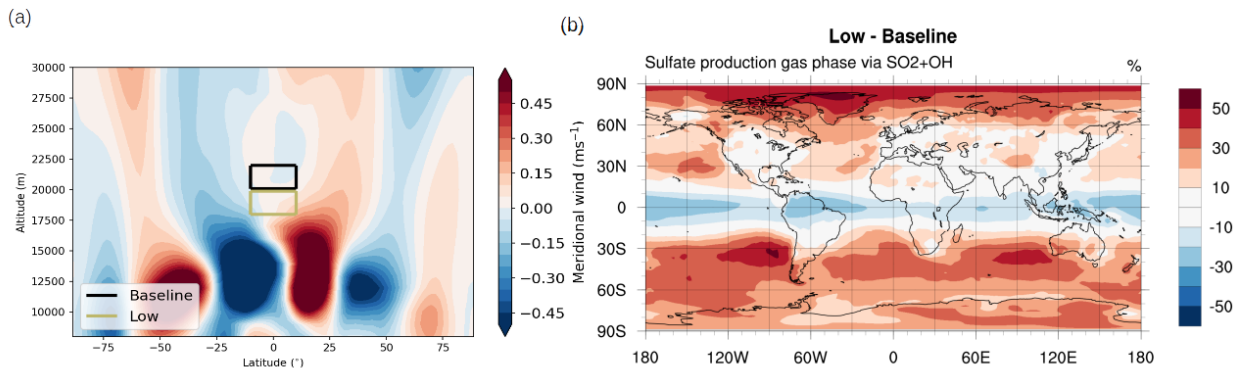 (a)
30000
27500
25000
22500
20000
17500
15000
12500
10000
Altitude (m)
Baseline
Low
−75 −50 −25 0 25 50 75
Latitude (°)
0.45
0.30
0.15
0.00
−0.15
−0.30
−0.45
Meridional wind (ms⁻¹)
(b)
Low - Baseline
Sulfate production gas phase via SO2+OH %
90N
60N
30N
0
30S
60S
90S
180 120W 60W 0 60E 120E 180
50
30
10
-10
-30
-50